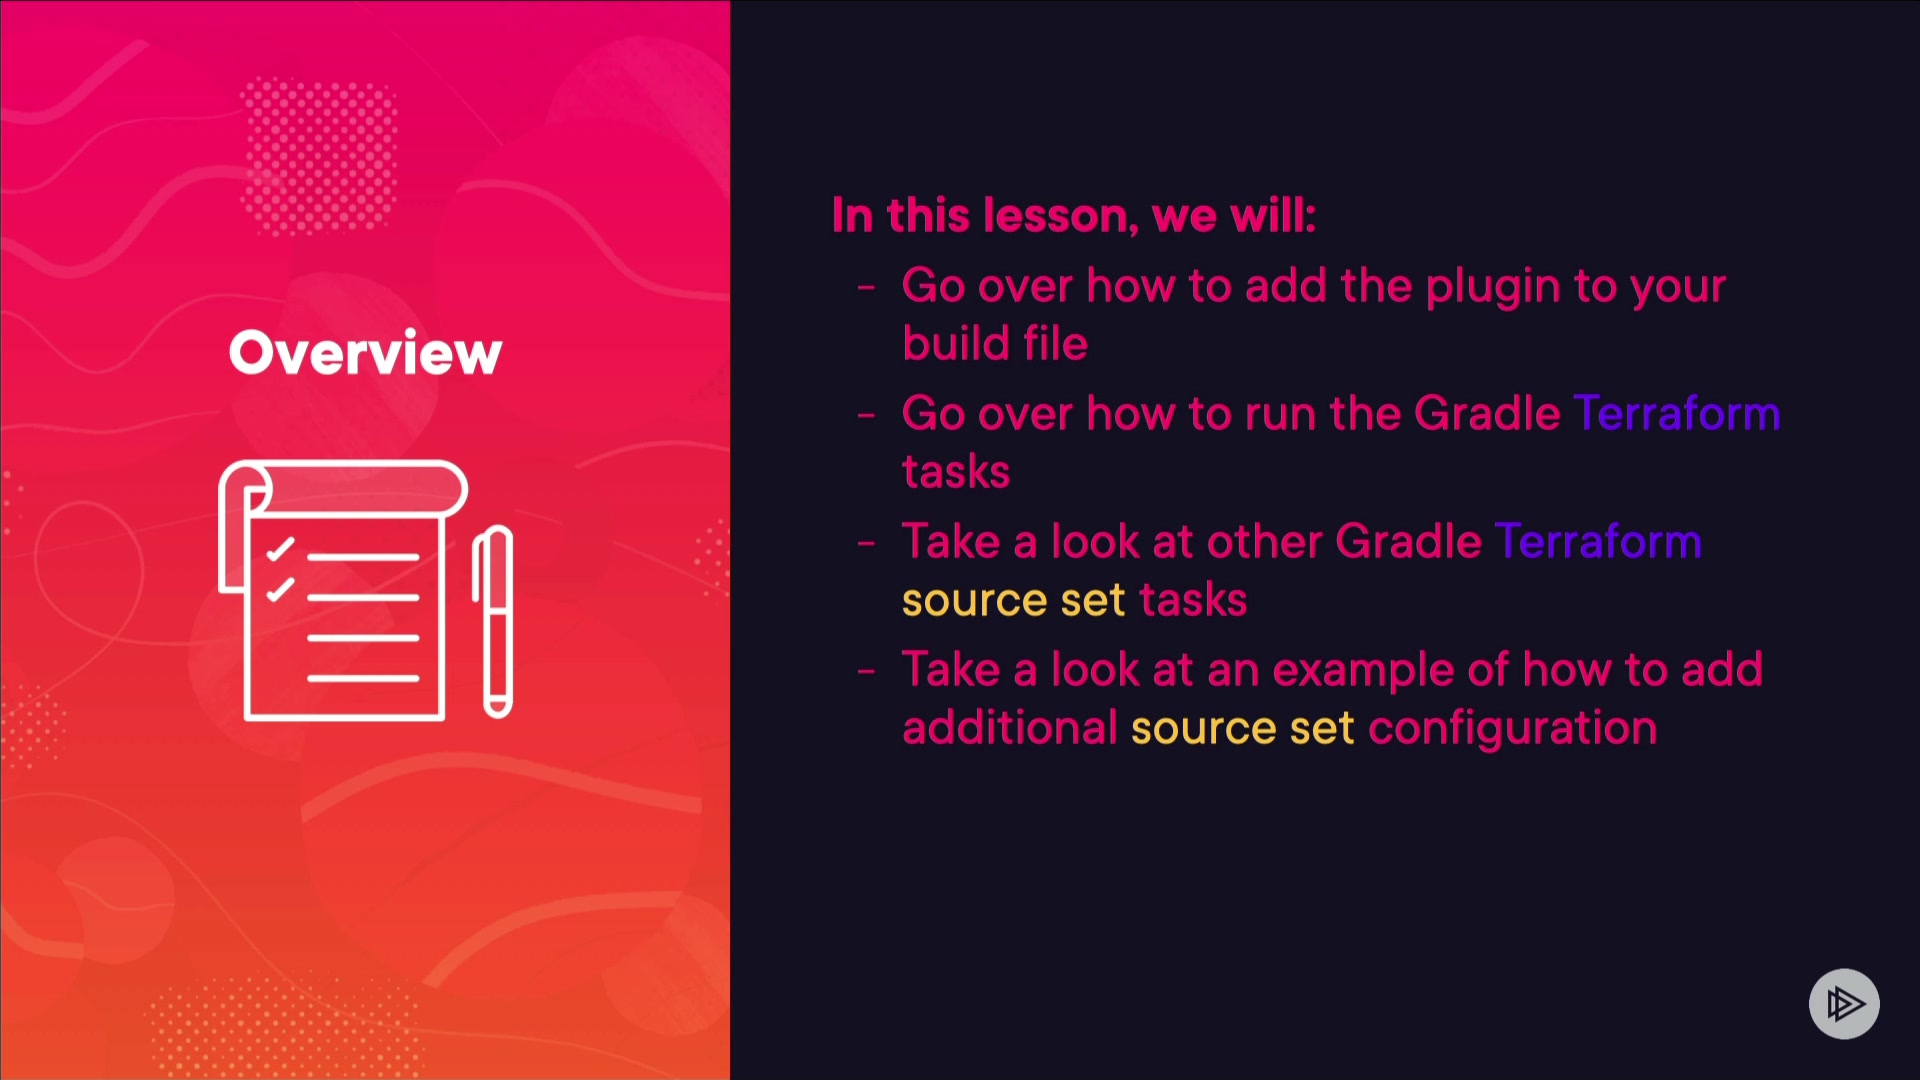 Overview
In this lesson, we will:
- Go over how to add the plugin to your
build file
- Go over how to run the Gradle Terraform
tasks
- Take a look at other Gradle Terraform
source set tasks
- Take a look at an example of how to add
additional source set configuration